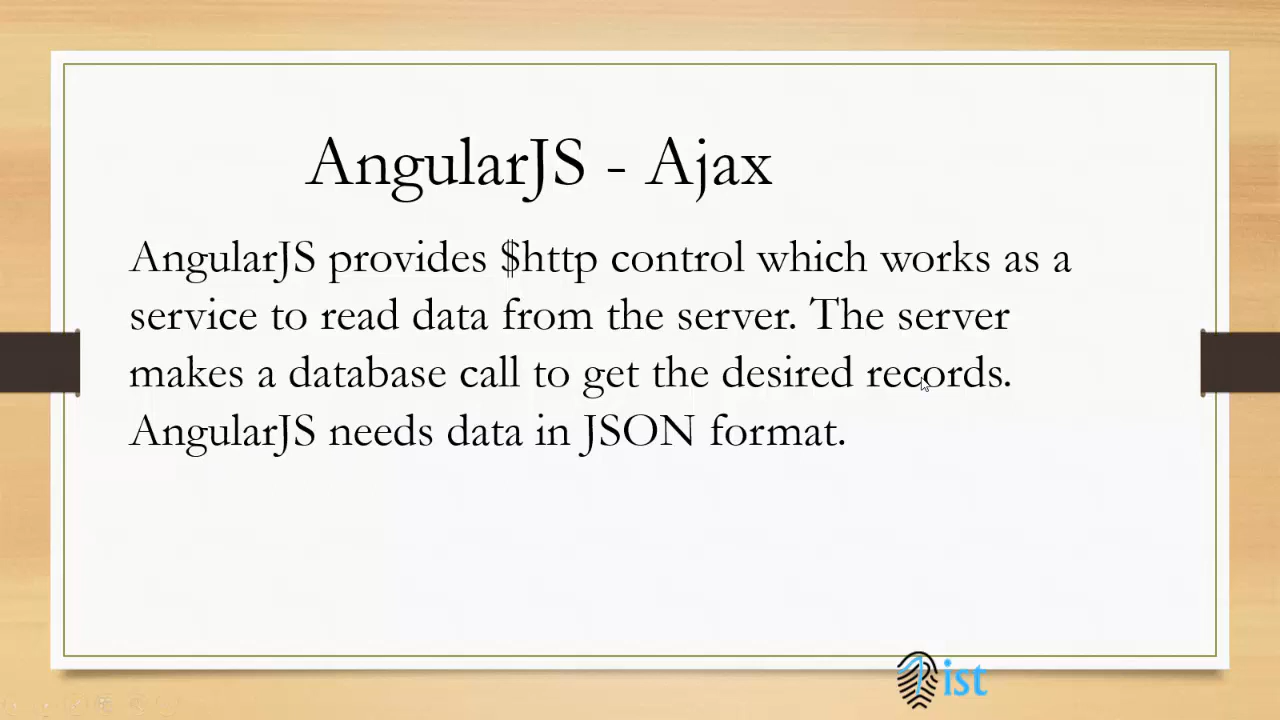 AngularJS - Ajax
AngularJS provides $http control which works as a
service to read data from the server. The server
makes a database call to get the desired records.
AngularJS needs data in JSON format.
1ist